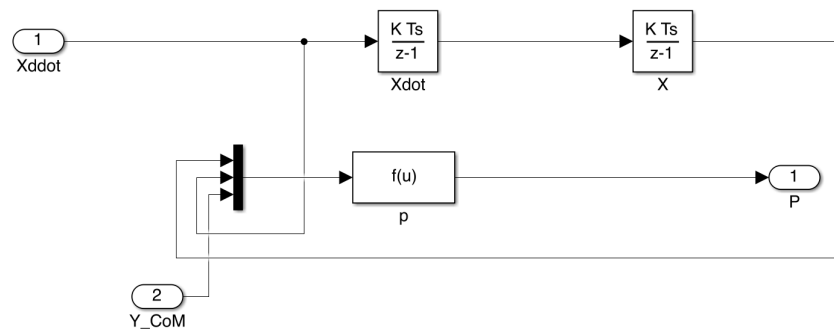 1
Xddot
K Ts
z-1
Xdot
K Ts
z-1
X
f(u)
p
1
P
2
Y_CoM